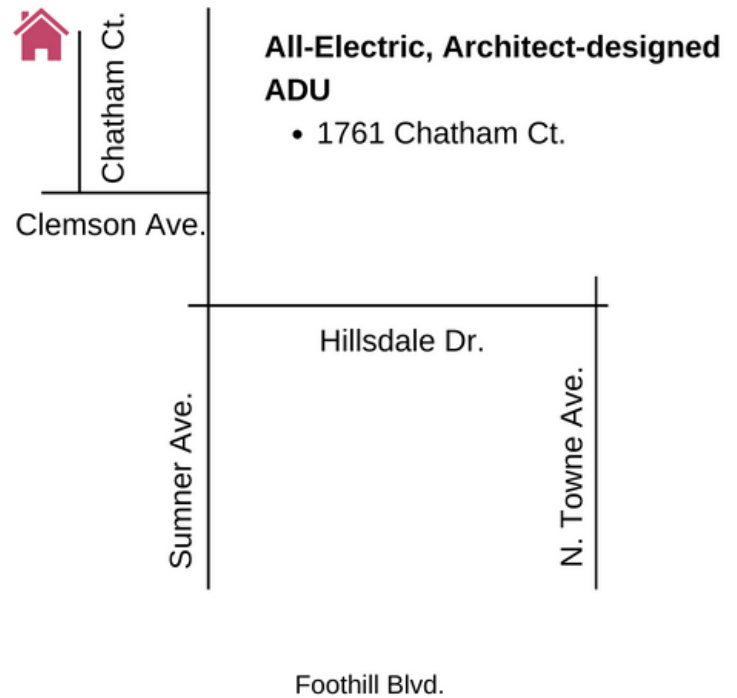 All-Electric, Architect-designed
ADU
• 1761 Chatham Ct.
Chatham Ct.
Clemson Ave.
Hillsdale Dr.
Sumner Ave.
N. Towne Ave.
Foothill Blvd.